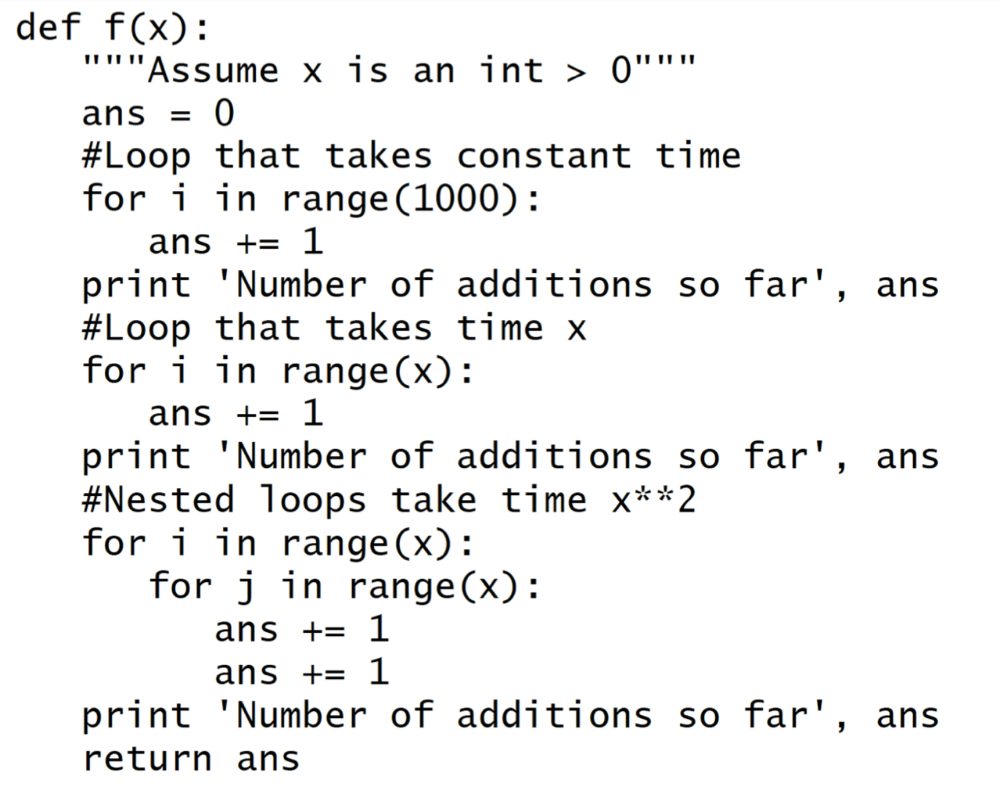 def f(x):
   """Assume x is an int > 0"""
   ans = 0
   #Loop that takes constant time
   for i in range(1000):
      ans += 1
   print 'Number of additions so far', ans
   #Loop that takes time x
   for i in range(x):
      ans += 1
   print 'Number of additions so far', ans
   #Nested loops take time x**2
   for i in range(x):
      for j in range(x):
         ans += 1
         ans += 1
   print 'Number of additions so far', ans
   return ans